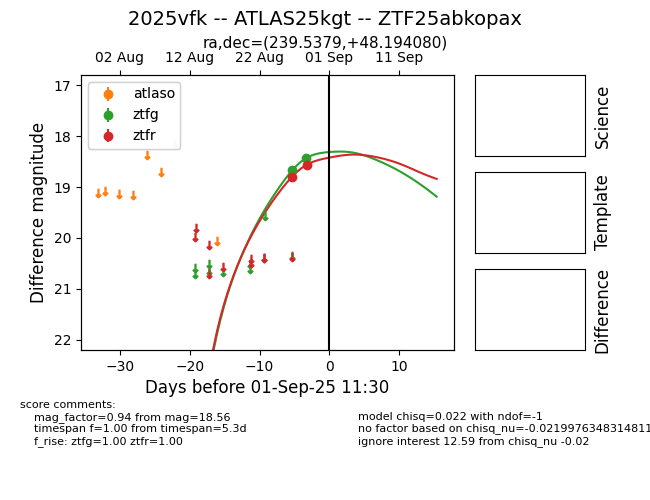 2025vfk -- ATLAS25kgt -- ZTF25abkopax
ra,dec=(239.5379,+48.194080)
02 Aug 12 Aug 22 Aug 01 Sep 11 Sep
17
18
19
20
21
22
Difference magnitude
atlaso
ztfg
ztfr
−30 −20 −10 0 10
Days before 01-Sep-25 11:30
Science
Template
Difference
score comments:
mag_factor=0.94 from mag=18.56
timespan f=1.00 from timespan=5.3d
f_rise: ztfg=1.00 ztfr=1.00
model chisq=0.022 with ndof=-1
no factor based on chisq_nu=-0.0219976348314811
ignore interest 12.59 from chisq_nu -0.02